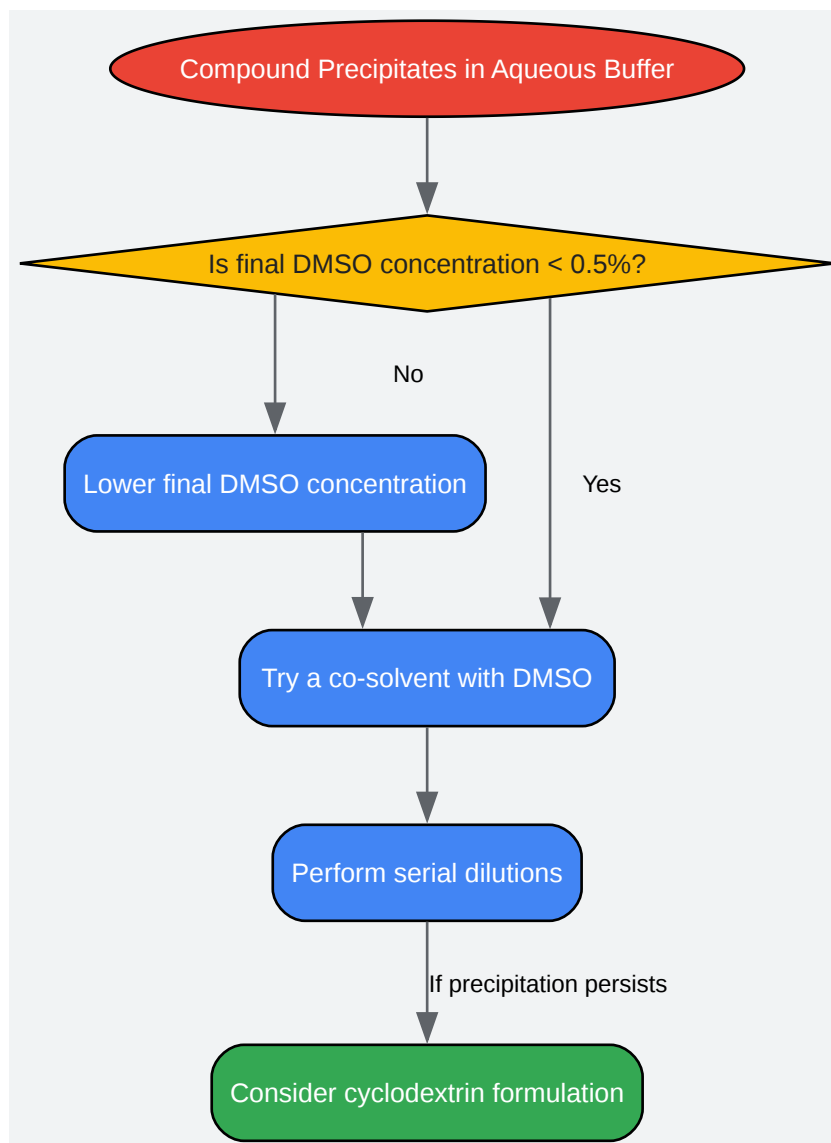 Compound Precipitates in Aqueous Buffer
Is final DMSO concentration < 0.5%?
No
Lower final DMSO concentration
Yes
Try a co-solvent with DMSO
Perform serial dilutions
If precipitation persists
Consider cyclodextrin formulation